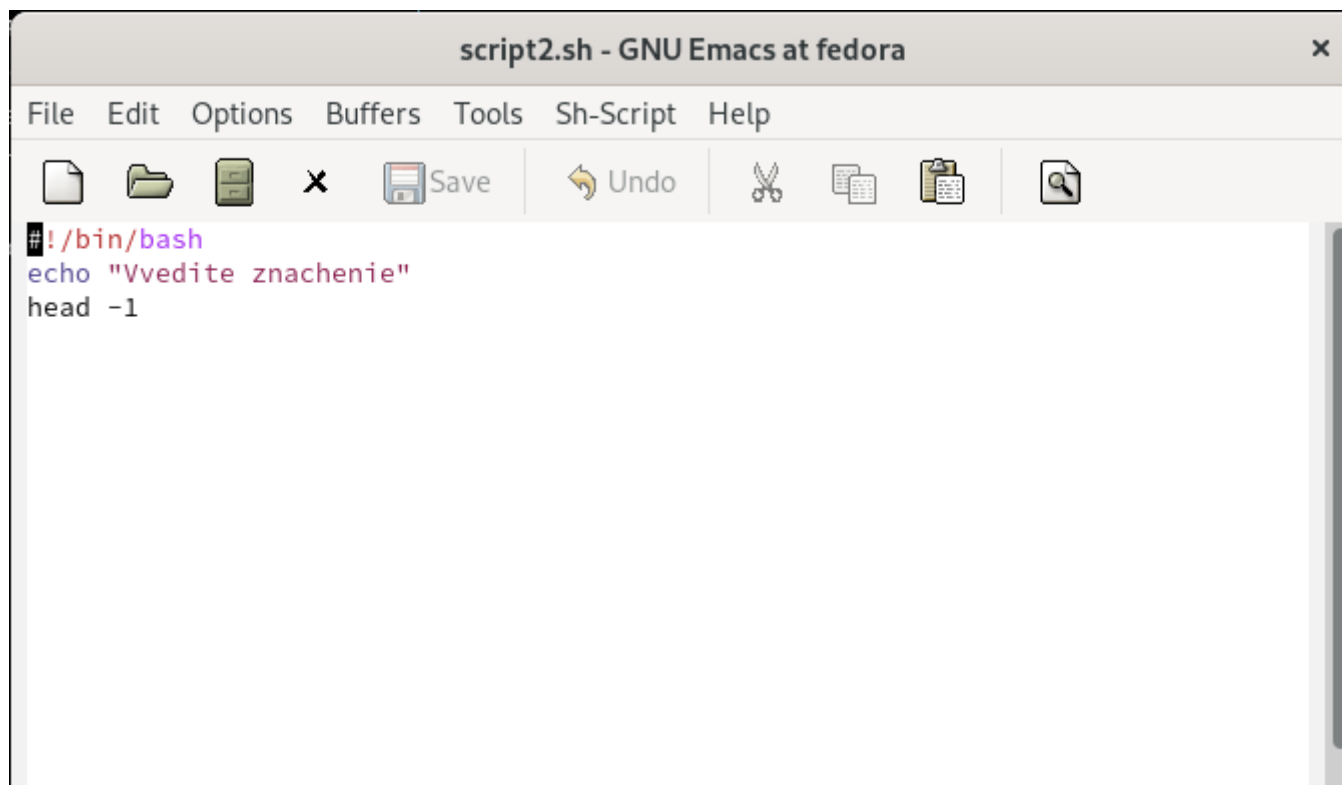 script2.sh - GNU Emacs at fedora ×
File Edit Options Buffers Tools Sh-Script Help
Save Undo
#!/bin/bash
echo "Vvedite znachenie"
head -1